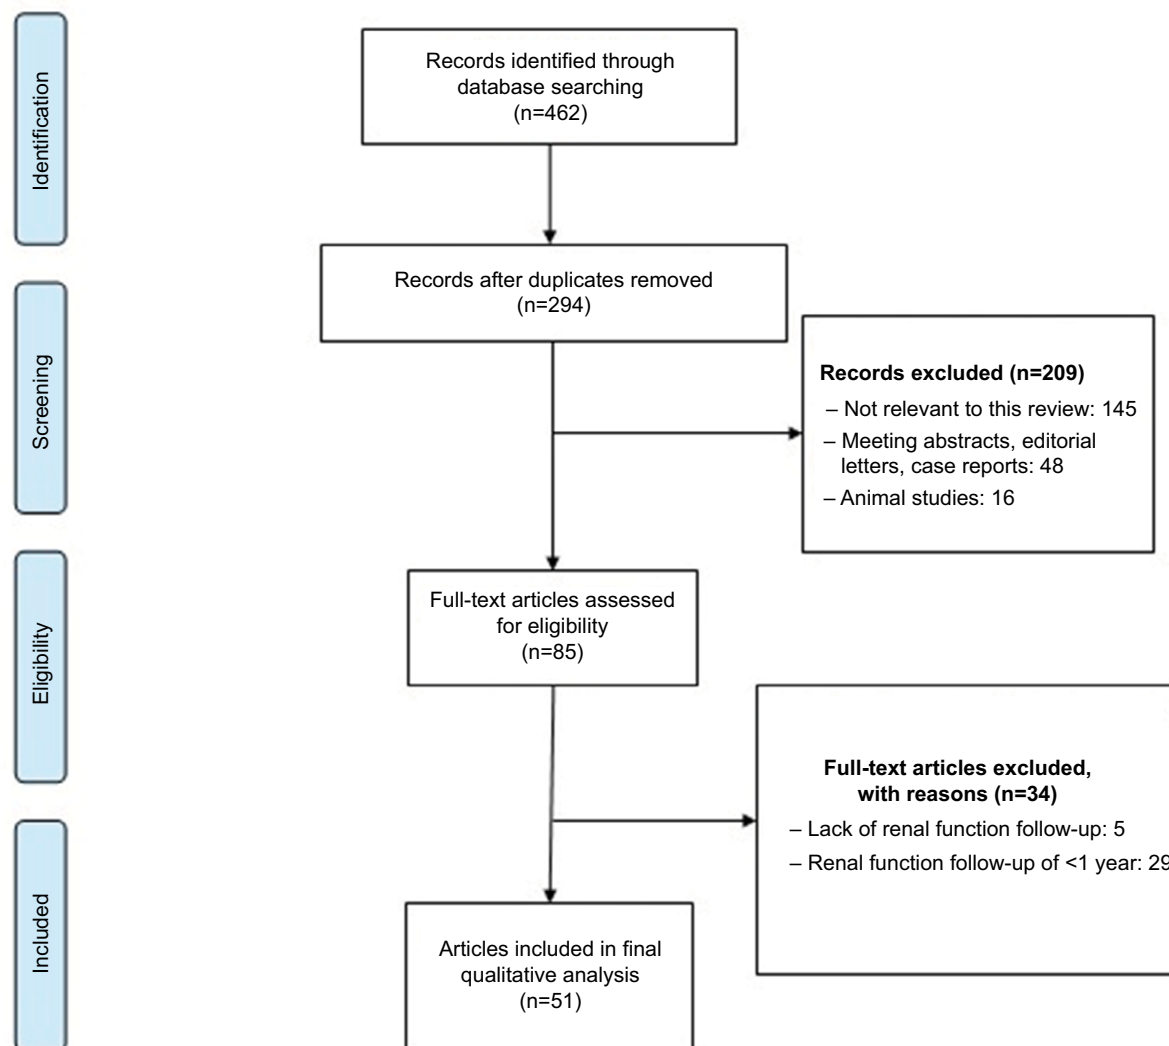 Identification
Records identified through
database searching
(n=462)
Records after duplicates removed
(n=294)
Screening
Records excluded (n=209)
– Not relevant to this review: 145
– Meeting abstracts, editorial
letters, case reports: 48
– Animal studies: 16
Eligibility
Full-text articles assessed
for eligibility
(n=85)
Full-text articles excluded,
with reasons (n=34)
– Lack of renal function follow-up: 5
– Renal function follow-up of <1 year: 29
Included
Articles included in final
qualitative analysis
(n=51)